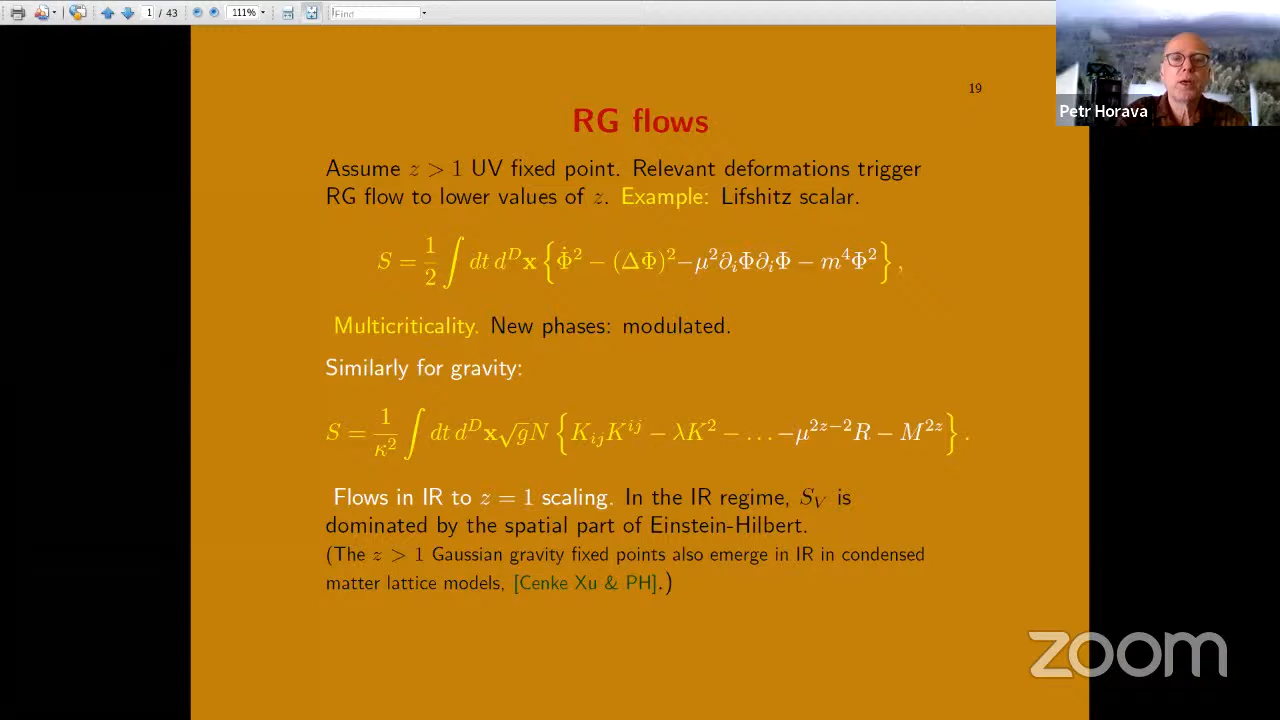 1 / 43 111% Find
Petr Horava
19
RG flows
Assume z > 1 UV fixed point. Relevant deformations trigger
RG flow to lower values of z. Example: Lifshitz scalar.
S = 1/2 ∫ dt d^D x { Φ̇² − (ΔΦ)² −μ²∂ᵢΦ∂ᵢΦ − m⁴Φ² } ,
Multicriticality. New phases: modulated.
Similarly for gravity:
S = 1/κ² ∫ dt d^D x √g N { K_ij K^ij − λK² − … −μ^{2z−2} R − M^{2z} } .
Flows in IR to z = 1 scaling. In the IR regime, S_V is
dominated by the spatial part of Einstein-Hilbert.
(The z > 1 Gaussian gravity fixed points also emerge in IR in condensed
matter lattice models, [Cenke Xu & PH].)
zoom